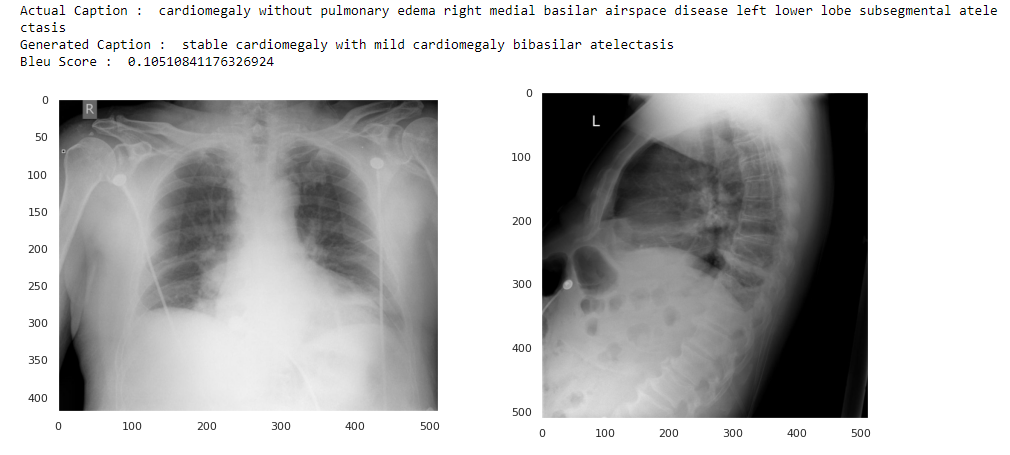 Actual Caption :  cardiomegaly without pulmonary edema right medial basilar airspace disease left lower lobe subsegmental atele
ctasis
Generated Caption :  stable cardiomegaly with mild cardiomegaly bibasilar atelectasis
Bleu Score :  0.10510841176326924
R
0
50
100
150
200
250
300
350
400
0 100 200 300 400 500
L
0
100
200
300
400
500
0 100 200 300 400 500